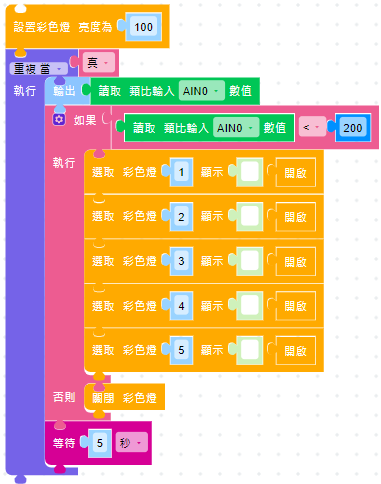 設置彩色燈 亮度為 100
重複 當 真
執行 輸出 讀取 類比輸入 AIN0 數值
如果 讀取 類比輸入 AIN0 數值 < 200
執行 選取 彩色燈 1 顯示 開啟
選取 彩色燈 2 顯示 開啟
選取 彩色燈 3 顯示 開啟
選取 彩色燈 4 顯示 開啟
選取 彩色燈 5 顯示 開啟
否則 關閉 彩色燈
等待 5 秒